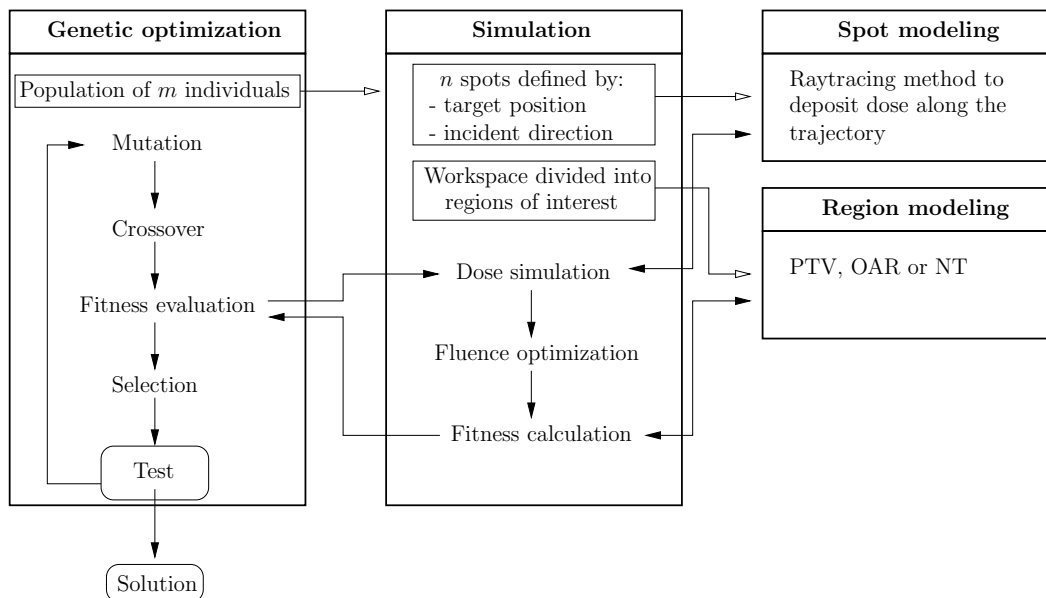 Genetic optimization
Population of m individuals
Mutation
Crossover
Fitness evaluation
Selection
Test
Solution
Simulation
n spots defined by:
- target position
- incident direction
Workspace divided into
regions of interest
Dose simulation
Fluence optimization
Fitness calculation
Spot modeling
Raytracing method to
deposit dose along the
trajectory
Region modeling
PTV, OAR or NT